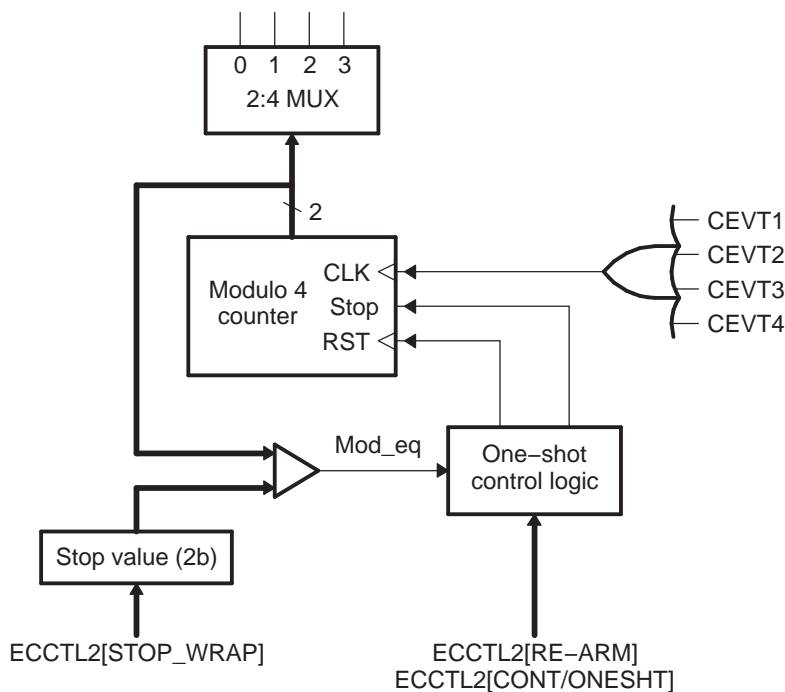 0 1 2 3
2:4 MUX
2
CEVT1
CEVT2
CEVT3
CEVT4
Modulo 4
counter
CLK
Stop
RST
Mod_eq
One−shot
control logic
Stop value (2b)
ECCTL2[STOP_WRAP]
ECCTL2[RE−ARM]
ECCTL2[CONT/ONESHT]